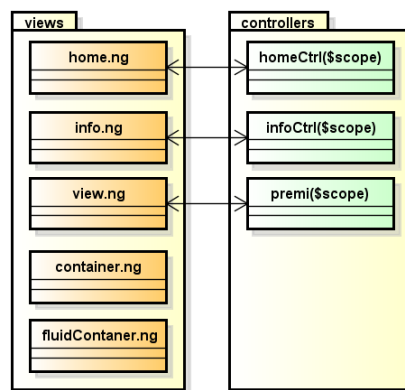 views
controllers
home.ng
homeCtrl($scope)
info.ng
infoCtrl($scope)
view.ng
premi($scope)
container.ng
fluidContaner.ng